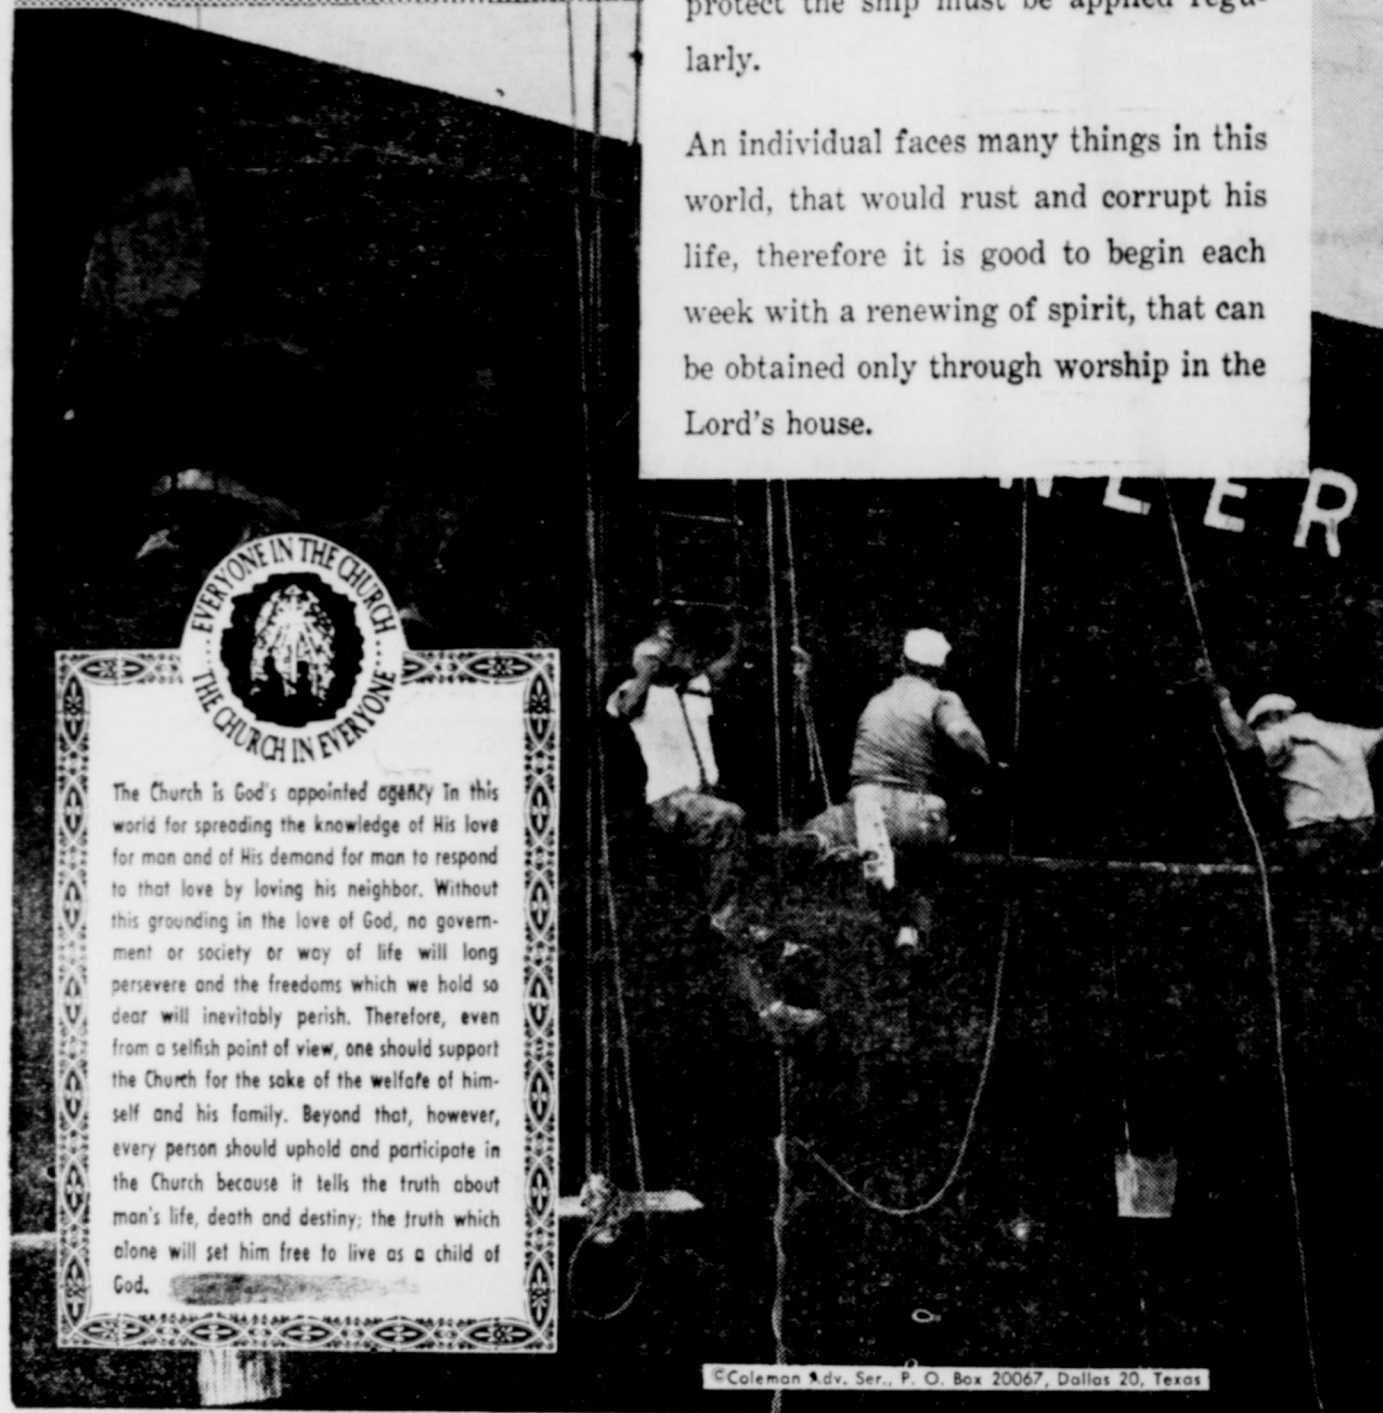 protect the ship must be applied regu-
larly.
An individual faces many things in this
world, that would rust and corrupt his
life, therefore it is good to begin each
week with a renewing of spirit, that can
be obtained only through worship in the
Lord's house.
LER
EVERYONE IN THE CHURCH....
THE CHURCH IN EVERYONE....
The Church is God's appointed agency In this
world for spreading the knowledge of His love
for man and of His demand for man to respond
to that love by loving his neighbor. Without
this grounding in the love of God, no govern-
ment or society or way of life will long
persevere and the freedoms which we hold so
dear will inevitably perish. Therefore, even
from a selfish point of view, one should support
the Church for the sake of the welfare of him-
self and his family. Beyond that, however,
every person should uphold and participate in
the Church because it tells the truth about
man's life, death and destiny; the truth which
alone will set him free to live as a child of
God.
©Coleman Adv. Ser., P. O. Box 20067, Dallas 20, Texas